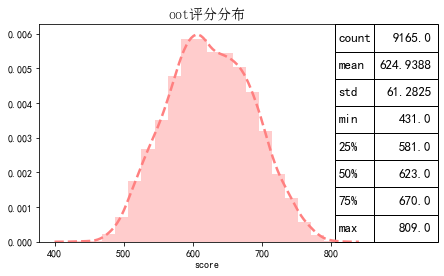 oot评分分布
0.006
0.005
0.004
0.003
0.002
0.001
0.000
400 500 600 700 800
score
count 9165.0
mean 624.9388
std 61.2825
min 431.0
25% 581.0
50% 623.0
75% 670.0
max 809.0